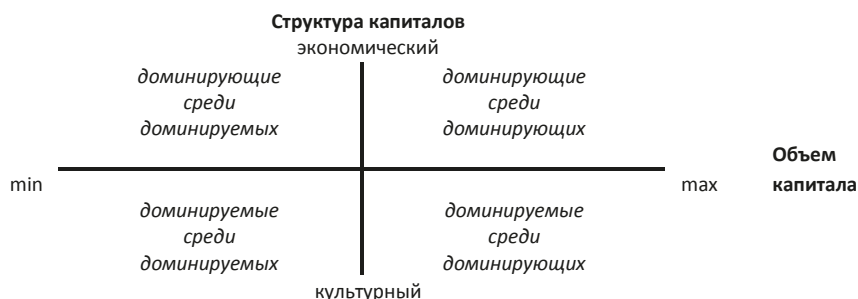 Структура капиталов
экономический
доминирующие
среди
доминируемых
доминирующие
среди
доминирующих
min
max
Объем
капитала
доминируемые
среди
доминируемых
доминируемые
среди
доминирующих
культурный